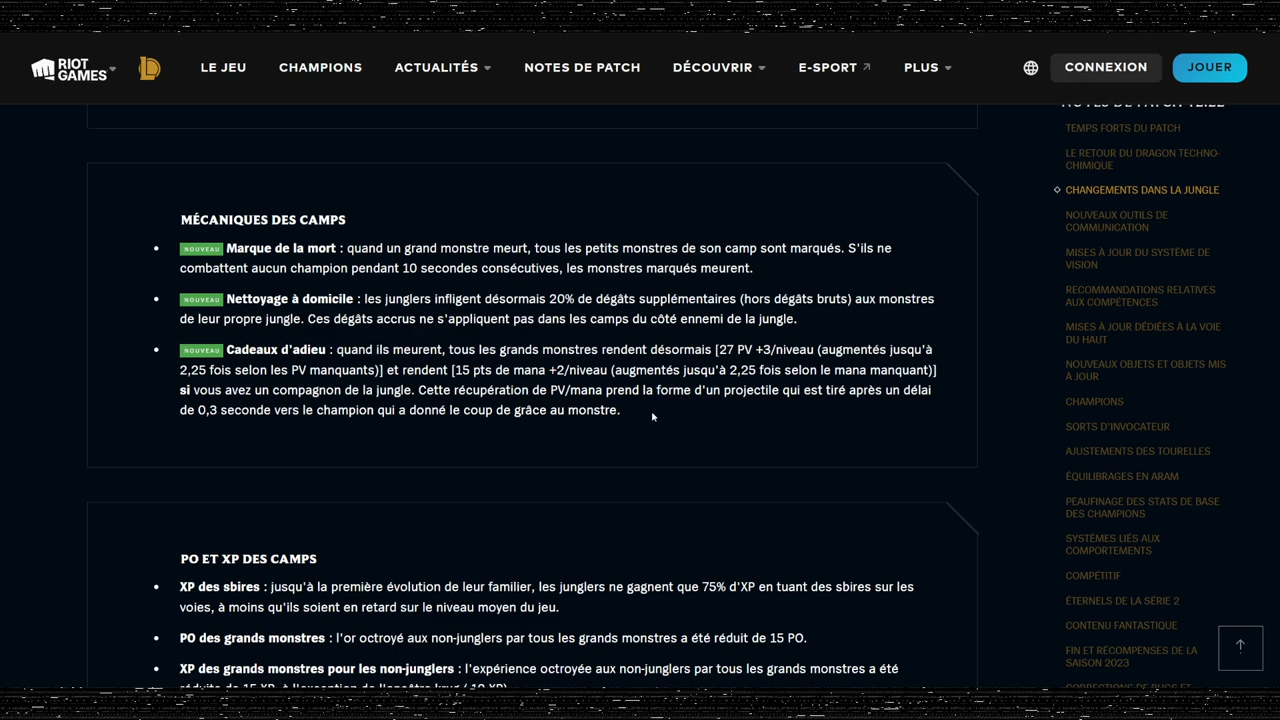 RIOT GAMES
LE JEU
CHAMPIONS
ACTUALITÉS
NOTES DE PATCH
DÉCOUVRIR
E-SPORT
PLUS
CONNEXION
JOUER
MÉCANIQUES DES CAMPS
NOUVEAU Marque de la mort : quand un grand monstre meurt, tous les petits monstres de son camp sont marqués. S'ils ne
combattent aucun champion pendant 10 secondes consécutives, les monstres marqués meurent.
NOUVEAU Nettoyage à domicile : les junglers infligent désormais 20% de dégâts supplémentaires (hors dégâts bruts) aux monstres
de leur propre jungle. Ces dégâts accrus ne s'appliquent pas dans les camps du côté ennemi de la jungle.
NOUVEAU Cadeaux d'adieu : quand ils meurent, tous les grands monstres rendent désormais [27 PV +3/niveau (augmentés jusqu'à
2,25 fois selon les PV manquants)] et rendent [15 pts de mana +2/niveau (augmentés jusqu'à 2,25 fois selon le mana manquant)]
si vous avez un compagnon de la jungle. Cette récupération de PV/mana prend la forme d'un projectile qui est tiré après un délai
de 0,3 seconde vers le champion qui a donné le coup de grâce au monstre.
PO ET XP DES CAMPS
XP des sbires : jusqu'à la première évolution de leur familier, les junglers ne gagnent que 75% d'XP en tuant des sbires sur les
voies, à moins qu'ils soient en retard sur le niveau moyen du jeu.
PO des grands monstres : l'or octroyé aux non-junglers par tous les grands monstres a été réduit de 15 PO.
XP des grands monstres pour les non-junglers : l'expérience octroyée aux non-junglers par tous les grands monstres a été
NOTES DE PATCH 12.22
TEMPS FORTS DU PATCH
LE RETOUR DU DRAGON TECHNO-
CHIMIQUE
CHANGEMENTS DANS LA JUNGLE
NOUVEAUX OUTILS DE
COMMUNICATION
MISES À JOUR DU SYSTÈME DE
VISION
RECOMMANDATIONS RELATIVES
AUX COMPÉTENCES
MISES À JOUR DÉDIÉES À LA VOIE
DU HAUT
NOUVEAUX OBJETS ET OBJETS MIS
À JOUR
CHAMPIONS
SORTS D'INVOCATEUR
AJUSTEMENTS DES TOURELLES
ÉQUILIBRAGES EN ARAM
PEAUFINAGE DES STATS DE BASE
DES CHAMPIONS
SYSTÈMES LIÉS AUX
COMPORTEMENTS
COMPÉTITIF
ÉTERNELS DE LA SÉRIE 2
CONTENU FANTASTIQUE
FIN ET RÉCOMPENSES DE LA
SAISON 2023
CORRECTIONS DE BUGS ET